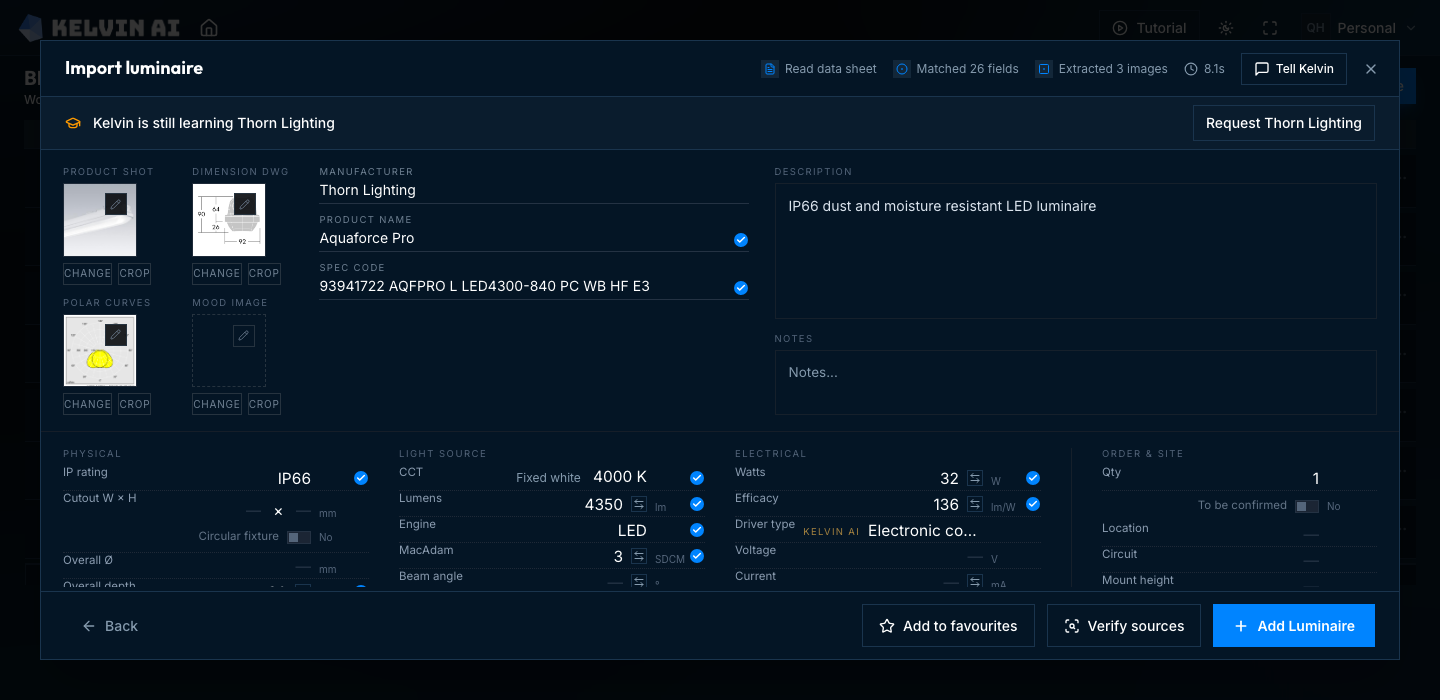 KELVIN AI
Tutorial
QH Personal
Import luminaire
Read data sheet
Matched 26 fields
Extracted 3 images
8.1s
Tell Kelvin
Kelvin is still learning Thorn Lighting
Request Thorn Lighting
PRODUCT SHOT
DIMENSION DWG
90 64
26
92
CHANGE CROP
CHANGE CROP
POLAR CURVES
MOOD IMAGE
CHANGE CROP
CHANGE CROP
MANUFACTURER
Thorn Lighting
PRODUCT NAME
Aquaforce Pro
SPEC CODE
93941722 AQFPRO L LED4300-840 PC WB HF E3
DESCRIPTION
IP66 dust and moisture resistant LED luminaire
NOTES
Notes...
PHYSICAL
IP rating IP66
Cutout W × H — × — mm
Circular fixture No
Overall Ø — mm
Overall depth
LIGHT SOURCE
CCT Fixed white 4000 K
Lumens 4350 lm
Engine LED
MacAdam 3 SDCM
Beam angle — °
ELECTRICAL
Watts 32 W
Efficacy 136 lm/W
Driver type KELVIN AI Electronic co...
Voltage — V
Current — mA
ORDER & SITE
Qty 1
To be confirmed No
Location —
Circuit —
Mount height —
Back
Add to favourites
Verify sources
Add Luminaire